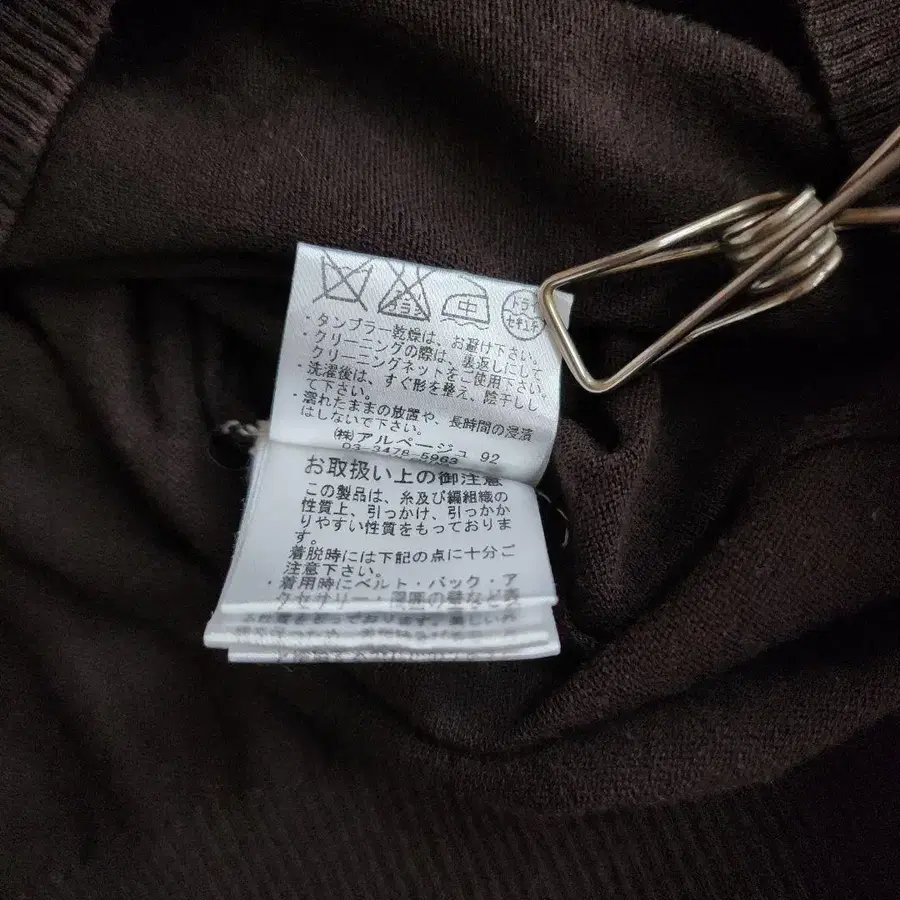 中
ドライ
セキユ系
・タンブラー乾燥は、お避け下さい。
・クリーニングの際は、裏返しにして
クリーニングネットをご使用下さい。
・洗濯後は、すぐ形を整え、陰干しし
て下さい。
・濡れたままの放置や、長時間の浸漬
はしないで下さい。
(株)アルページュ 92
03-3478-5963
お取扱い上の御注意
この製品は、糸及び編組織の
性質上、引っかけ、引っかか
りやすい性質をもっておりま
す。
着脱時には下記の点に十分ご
注意下さい。
・着用時にベルト・バック・ア
クセサリー・周囲の壁など表